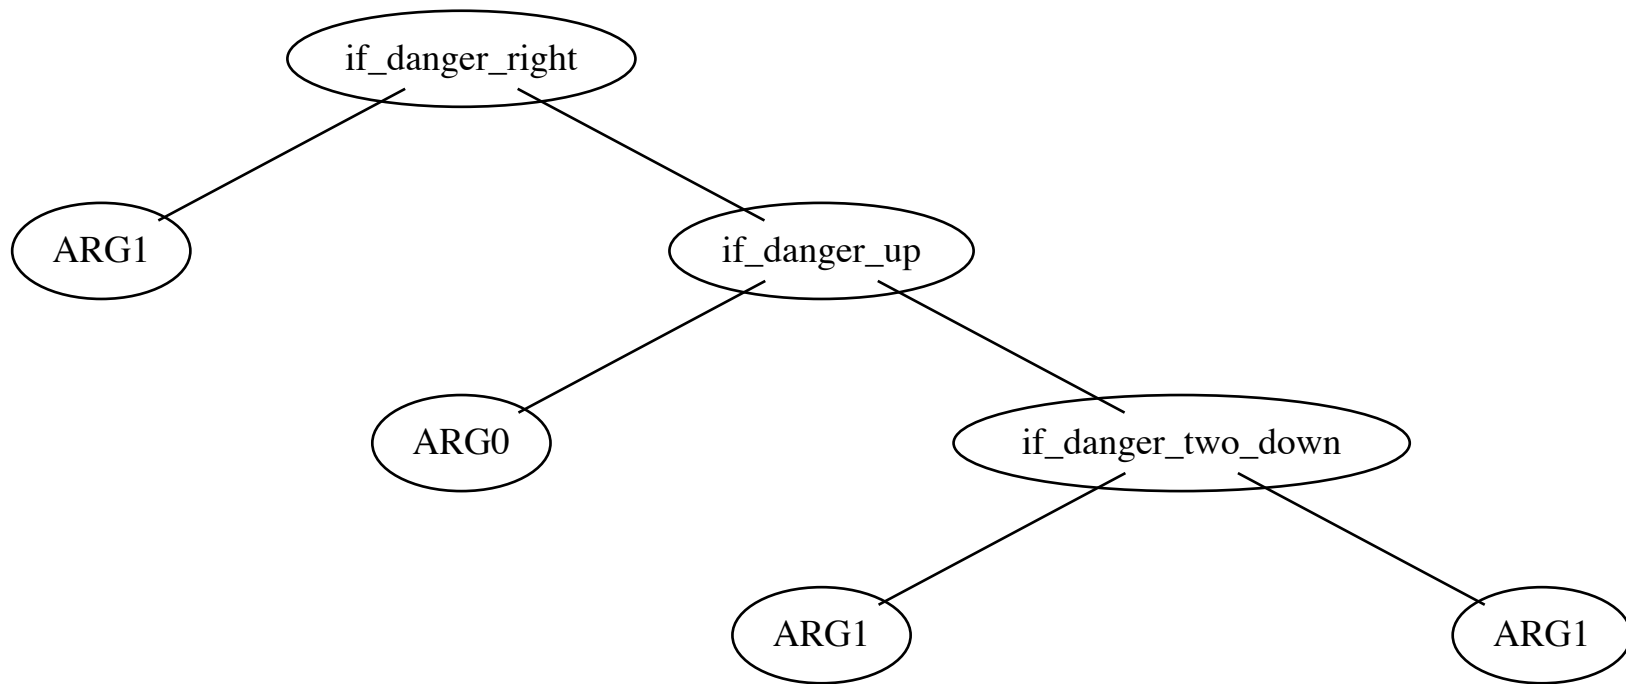 if_danger_right
ARG1
if_danger_up
ARG0
if_danger_two_down
ARG1
ARG1